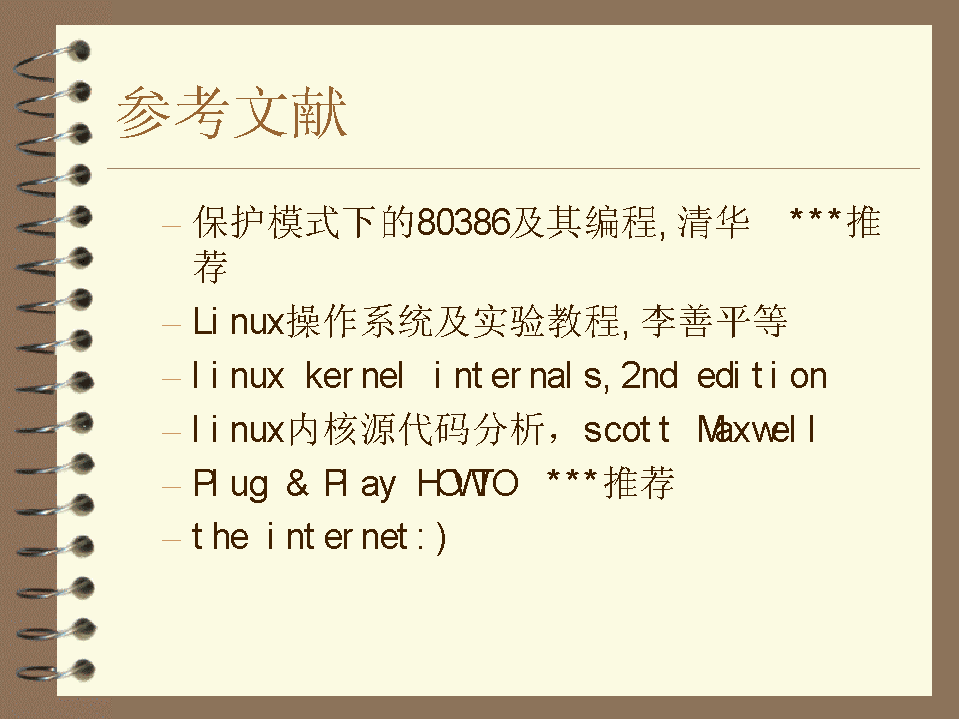 参考文献
– 保护模式下的80386及其编程, 清华 ***推
荐
– Linux操作系统及实验教程, 李善平等
– linux kernel internals, 2nd edition
– linux内核源代码分析，scott Maxwell
– Plug & Play HOWTO ***推荐
– the internet:)